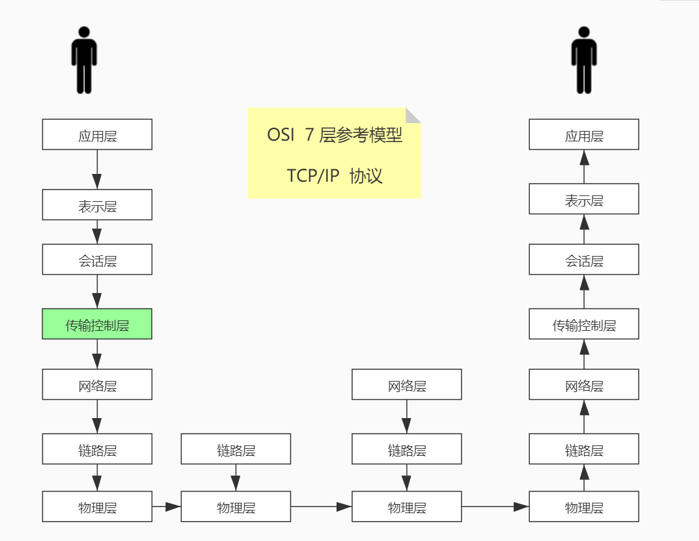 OSI 7 层参考模型
TCP/IP 协议
应用层
表示层
会话层
传输控制层
网络层
链路层
物理层
链路层
物理层
网络层
链路层
物理层
应用层
表示层
会话层
传输控制层
网络层
链路层
物理层